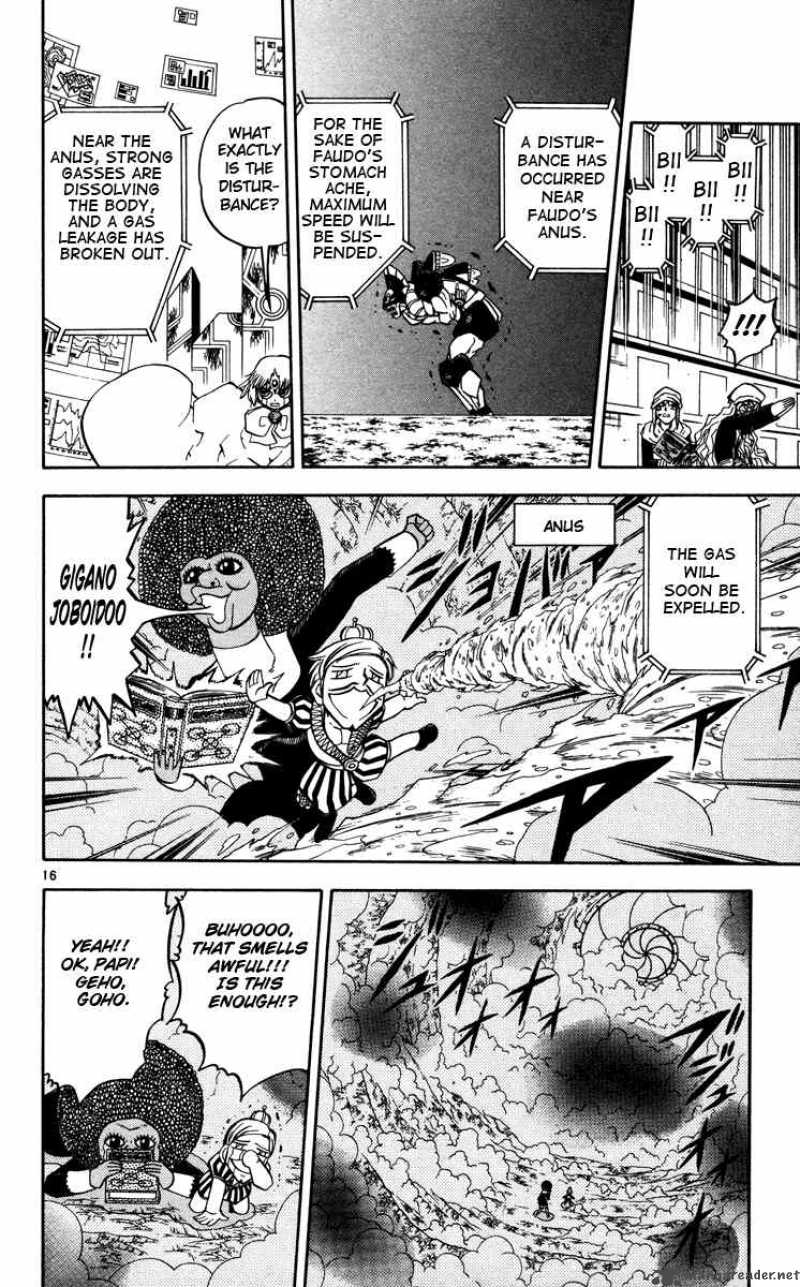 BII
!!
BII
!!
BII
!!
!!!
A DISTUR-
BANCE HAS
OCCURRED
NEAR
FAUDO'S
ANUS.
FOR THE
SAKE OF
FAUDO'S
STOMACH
ACHE,
MAXIMUM
SPEED WILL
BE SUS-
PENDED.
WHAT
EXACTLY
IS THE
DISTUR-
BANCE?
NEAR THE
ANUS, STRONG
GASSES ARE
DISSOLVING
THE BODY,
AND A GAS
LEAKAGE HAS
BROKEN OUT.
THE GAS
WILL
SOON BE
EXPELLED.
ANUS
GIGANO
JOBOIDOO
!!
16
BUHOOOO,
THAT SMELLS
AWFUL!!!
IS THIS
ENOUGH!?
YEAH!!
OK, PAPI!
GEHO,
GOHO.